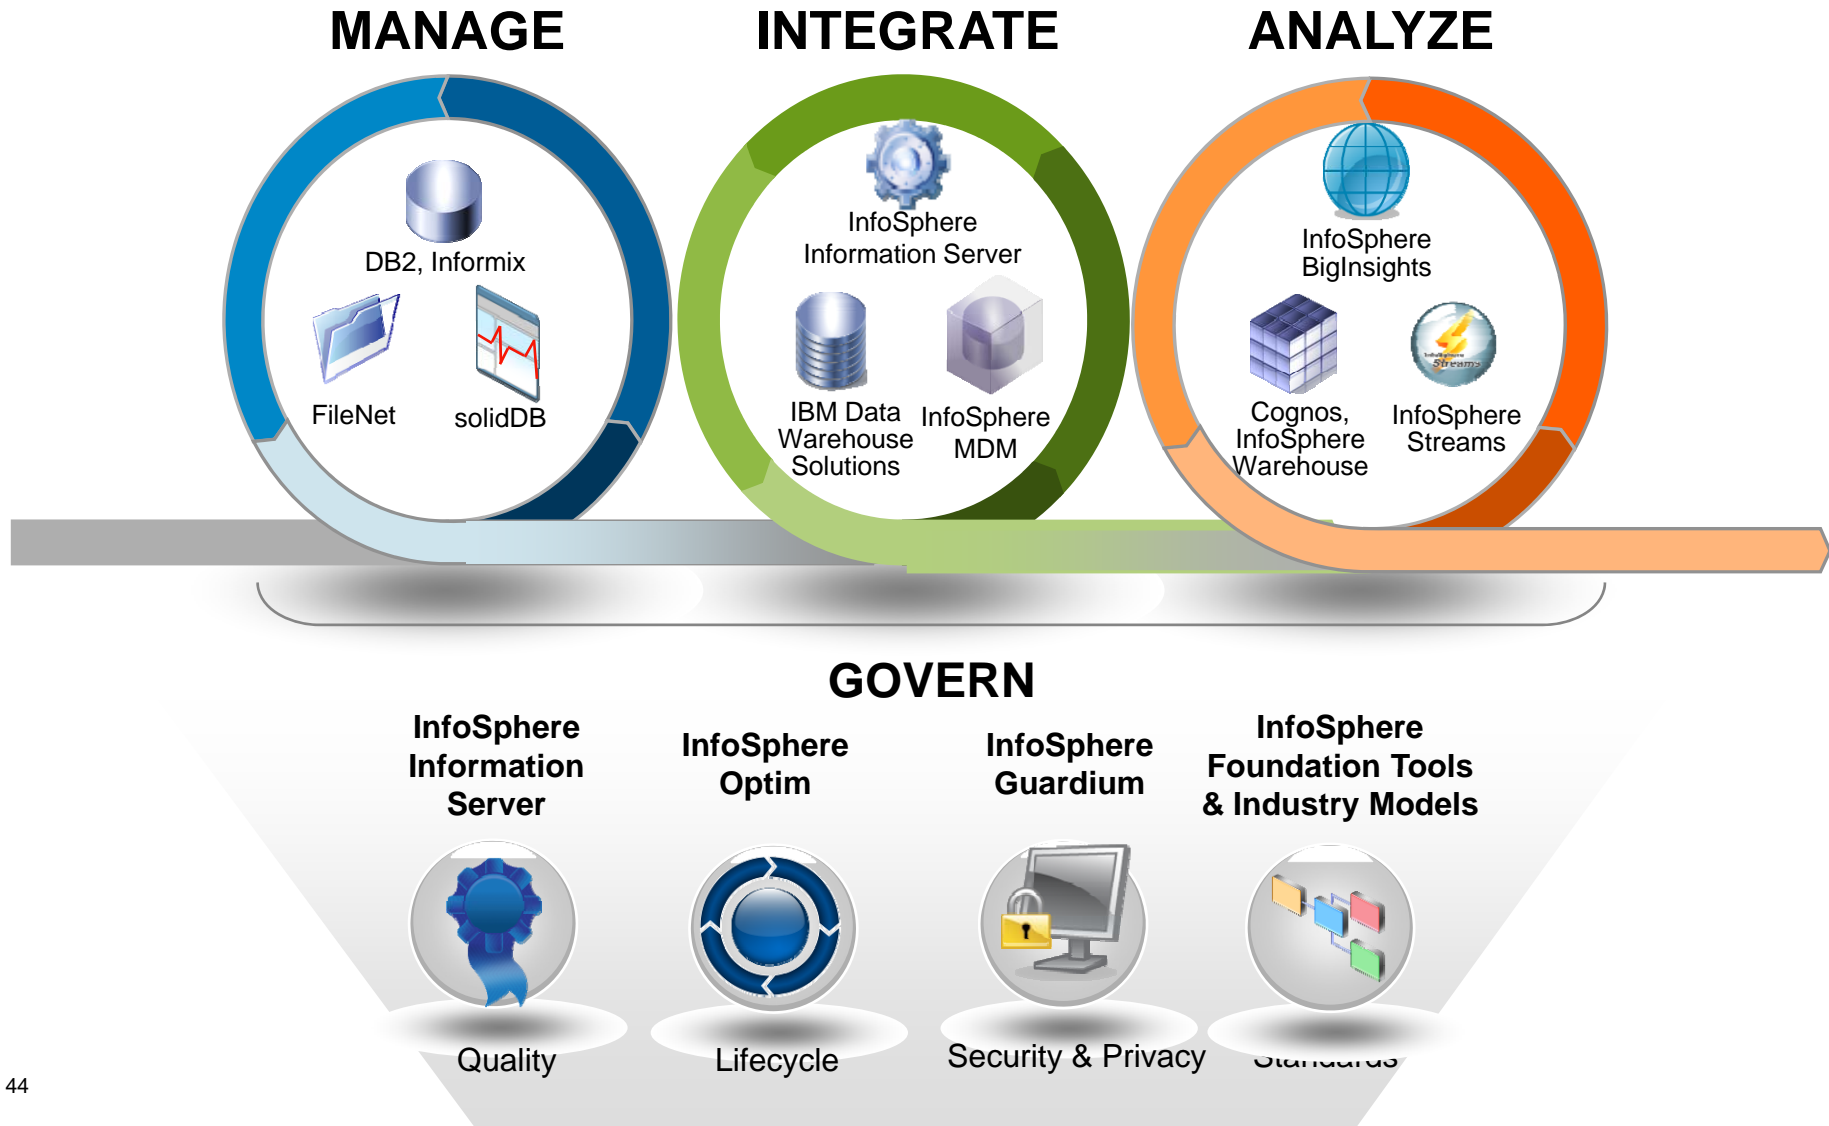 MANAGE
INTEGRATE
ANALYZE
DB2, Informix
FileNet
solidDB
InfoSphere
Information Server
IBM Data
Warehouse
Solutions
InfoSphere
MDM
InfoSphere
BigInsights
Cognos,
InfoSphere
Warehouse
InfoSphere
Streams
Streams
GOVERN
InfoSphere
Information
Server
InfoSphere
Optim
InfoSphere
Guardium
InfoSphere
Foundation Tools
& Industry Models
Quality
Lifecycle
Security & Privacy
Standards
44